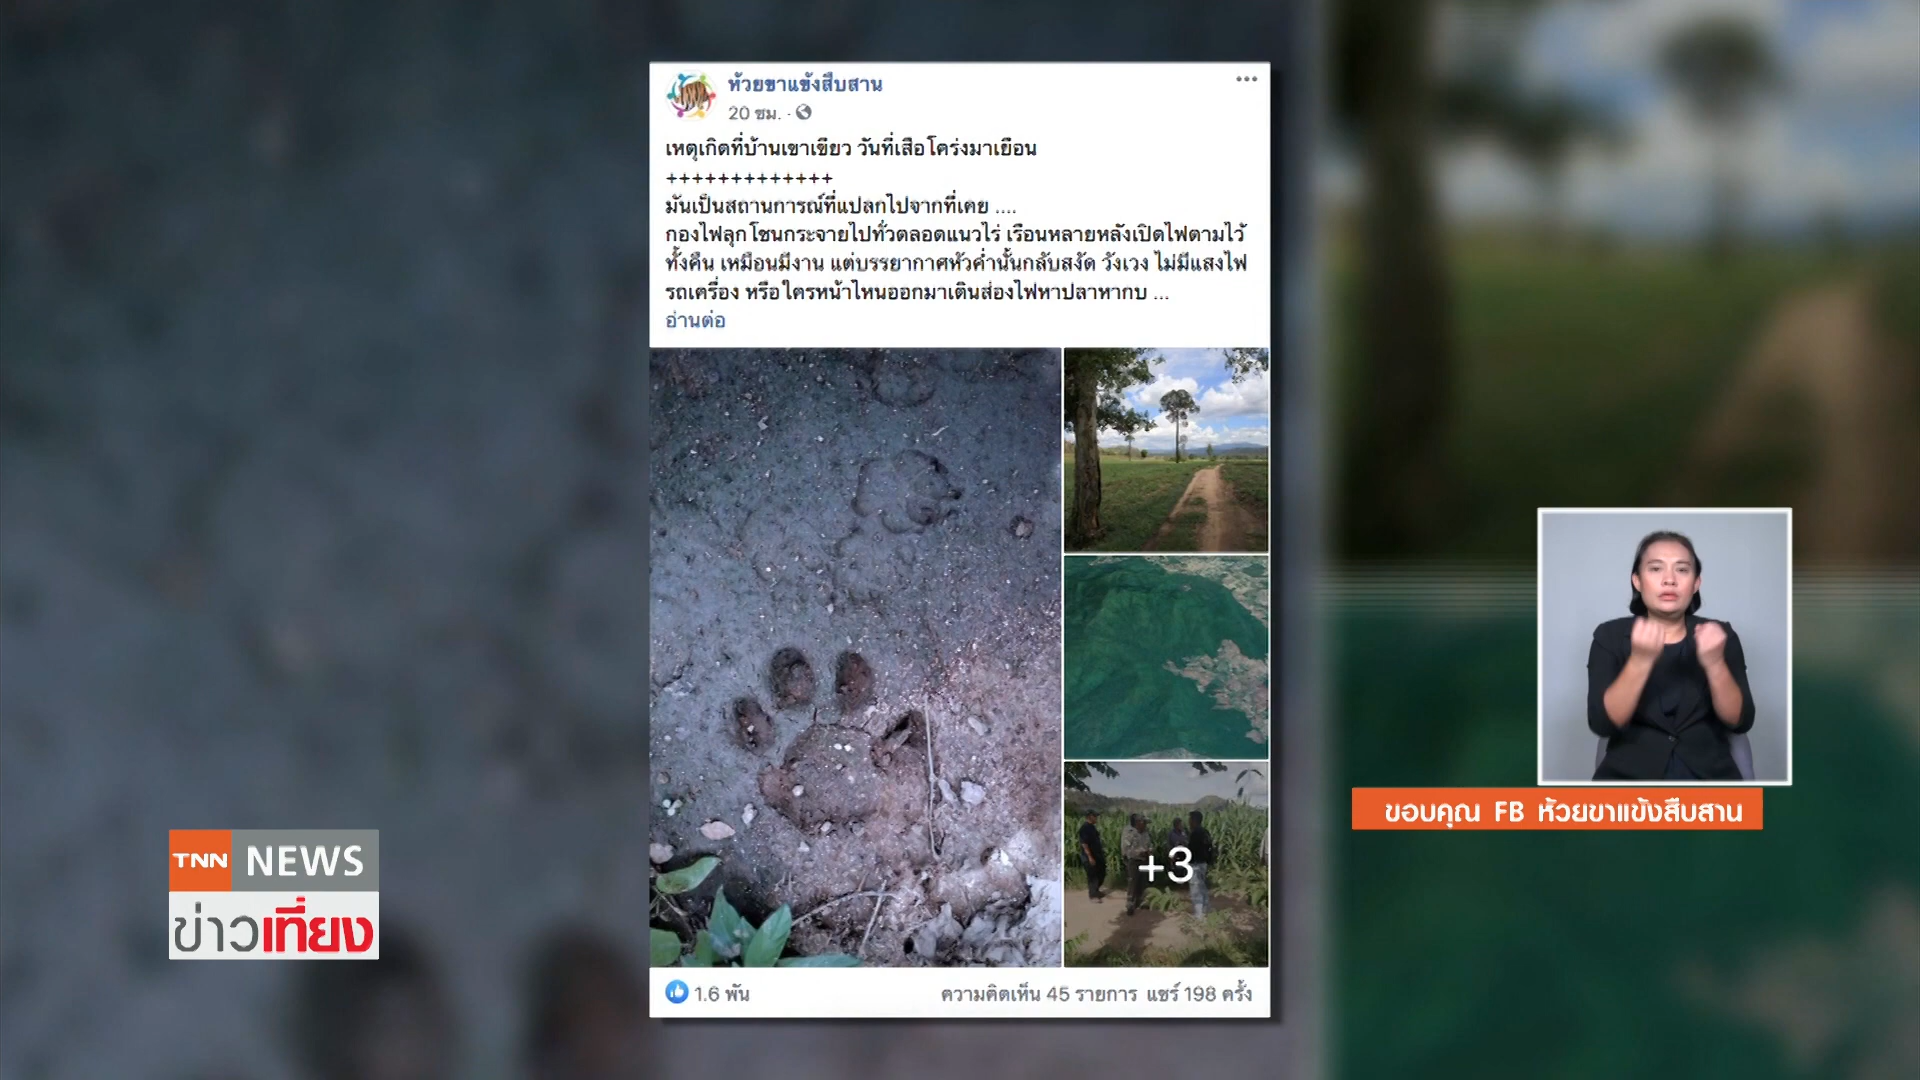 ห้วยขาแข้งสืบสาน
20 ชม. ·
เหตุเกิดที่บ้านเขาเขียว วันที่เสือโคร่งมาเยือน
+++++++++++++
มันเป็นสถานการณ์ที่แปลกไปจากที่เคย ....
กองไฟลุกโชนกระจายไปทั่วตลอดแนวไร่ เรือนหลายหลังเปิดไฟตามไว้
ทั้งคืน เหมือนมีงาน แต่บรรยากาศหัวค่ำนั้นกลับสงัด วังเวง ไม่มีแสงไฟ
รถเครื่อง หรือใครหน้าไหนออกมาเดินส่องไฟหาปลาหากบ ...
อ่านต่อ
+3
1.6 พัน
ความคิดเห็น 45 รายการ แชร์ 198 ครั้ง
ขอบคุณ FB ห้วยขาแข้งสืบสาน
TNN NEWS
ข่าวเที่ยง